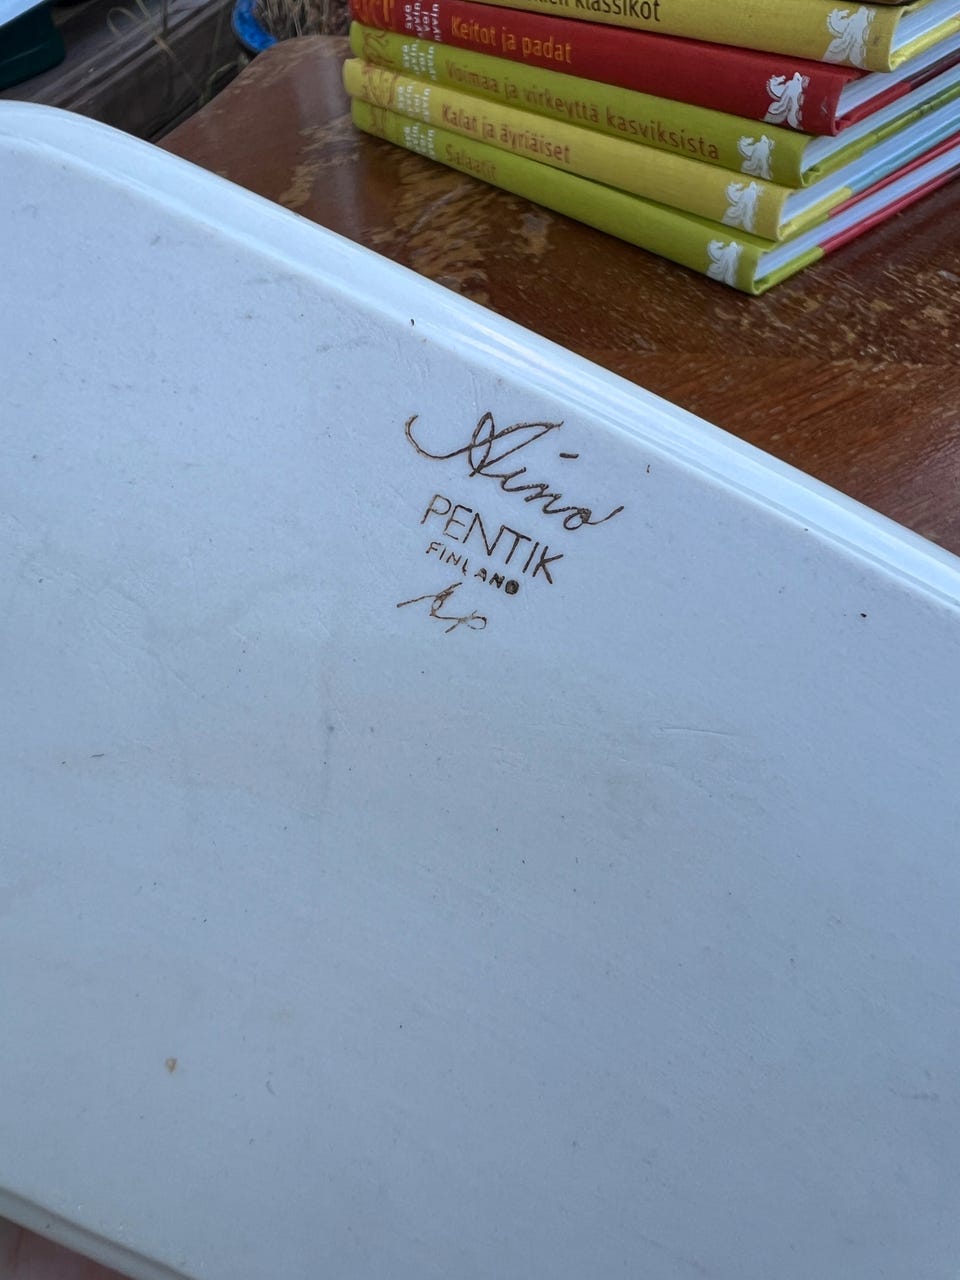 klassikot
Keitot ja padat
Voimaa ja virkeyttä kasviksista
Kalat ja äyriäiset
Salaatit
Aino
PENTIK
FINLAND